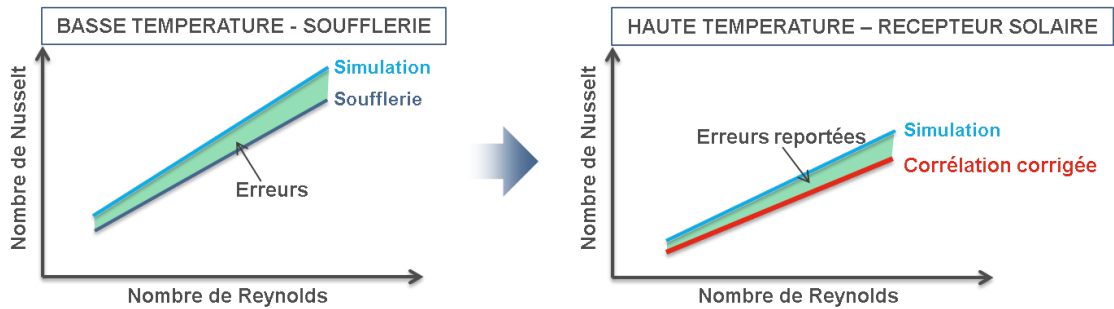 BASSE TEMPERATURE - SOUFFLERIE
Nombre de Nusselt
Simulation
Soufflerie
Erreurs
Nombre de Reynolds
HAUTE TEMPERATURE – RECEPTEUR SOLAIRE
Nombre de Nusselt
Erreurs reportées
Simulation
Corrélation corrigée
Nombre de Reynolds